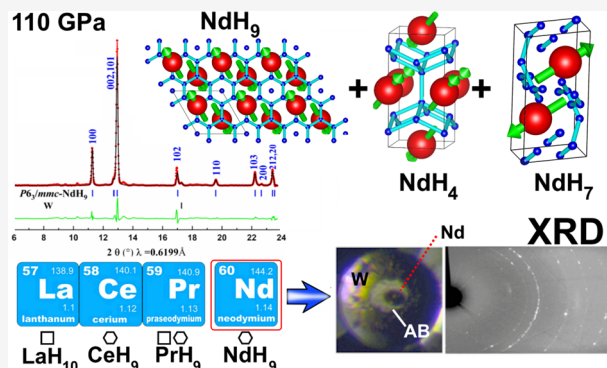 110 GPa
NdH9
NdH4
NdH7
+
+
100
002,101
102
110
103
200
212,20
P63/mmc-NdH9
W
6 8 10 12 14 16 18 20 22 24
2 θ (°) λ =0.6199Å
57 138.9
La
1.1
lanthanum
58 140.1
Ce
1.12
cerium
59 140.9
Pr
1.13
praseodymium
60 144.2
Nd
1.14
neodymium
LaH10 CeH9 PrH9 NdH9
XRD
Nd
W
AB